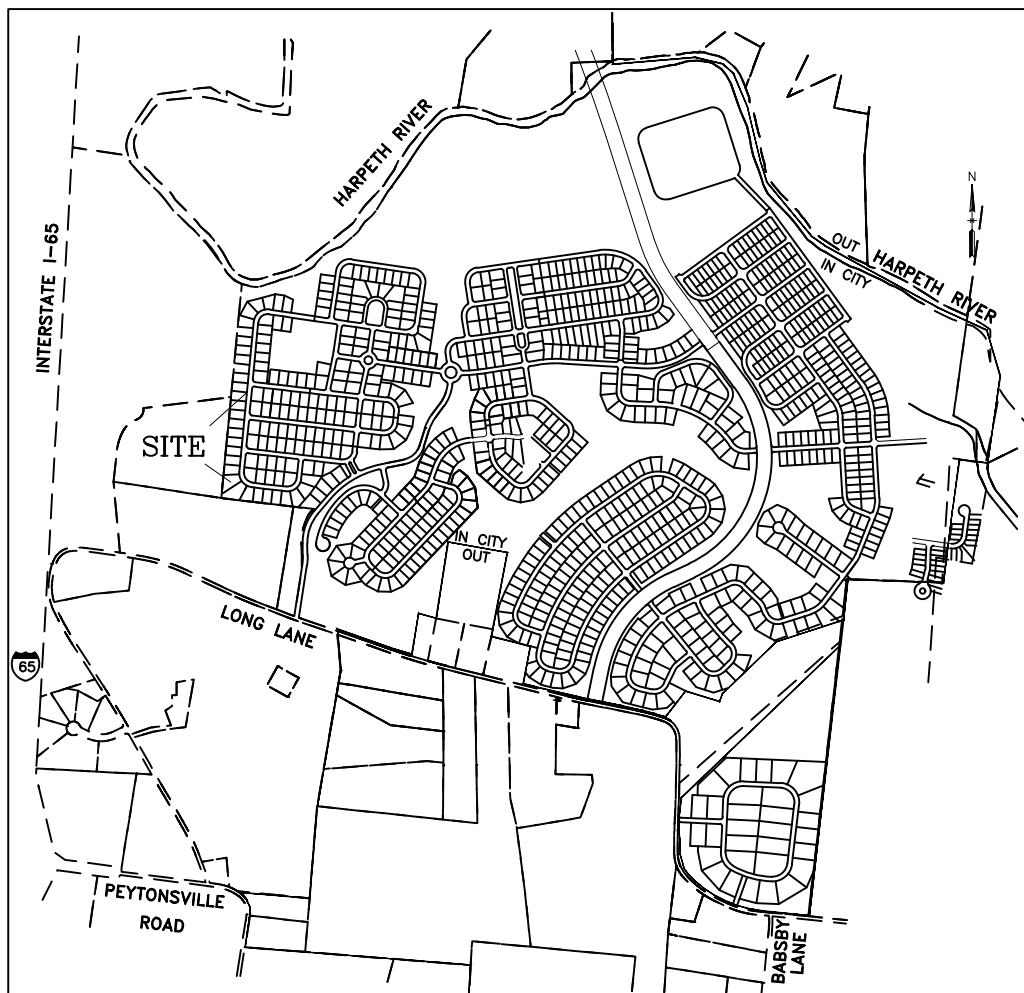 HARPETH RIVER
N
INTERSTATE I-65
OUT
IN CITY
HARPETH RIVER
SITE
IN CITY
OUT
LONG LANE
65
PEYTONSVILLE
ROAD
BABSBY
LANE